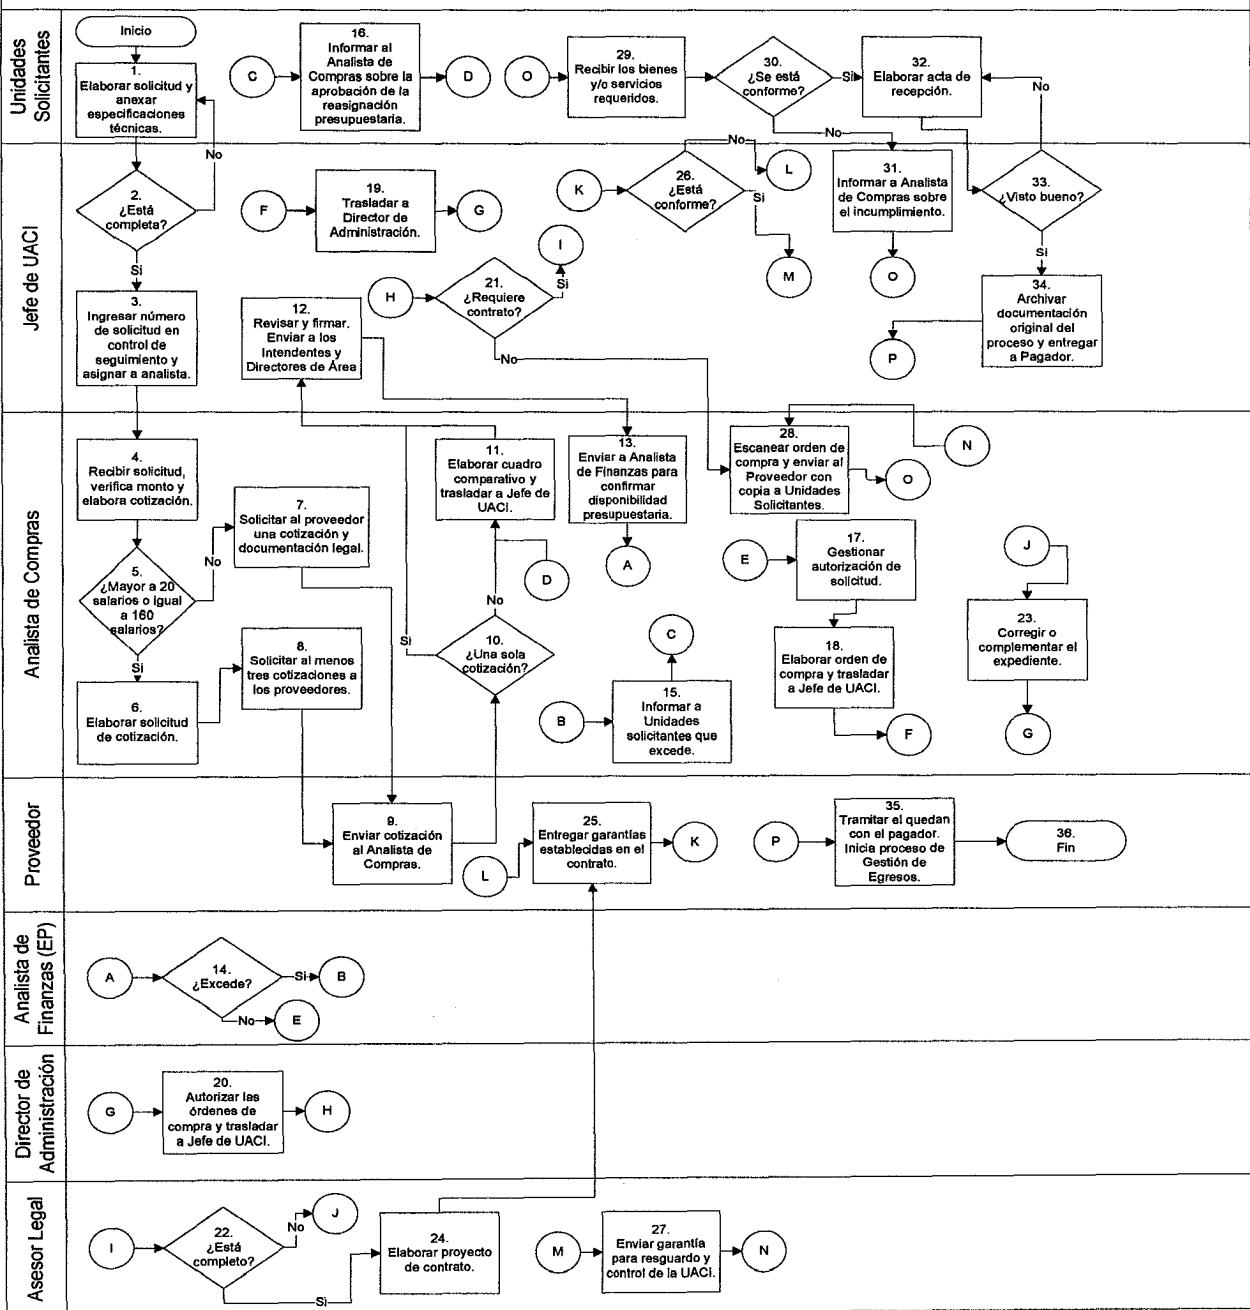 Unidades
Solicitantes
Inicio
1.
Elaborar solicitud y
anexar
especificaciones
técnicas.
No
C
16.
Informar al
Analista de
Compras sobre la
aprobación de la
reasignación
presupuestaria.
D
O
29.
Recibir los bienes
y/o servicios
requeridos.
30.
¿Se está
conforme?
Si
No
32.
Elaborar acta de
recepción.
No
Jefe de UACI
2.
¿Está
completa?
Si
3.
Ingresar número
de solicitud en
control de
seguimiento y
asignar a analista.
F
19.
Trasladar a
Director de
Administración.
G
12.
Revisar y firmar.
Enviar a los
Intendentes y
Directores de Área
H
21.
¿Requiere
contrato?
Si
I
No
K
26.
¿Está
conforme?
No
L
Si
M
31.
Informar a Analista
de Compras sobre
el incumplimiento.
O
33.
¿Visto bueno?
Si
34.
Archivar
documentación
original del
proceso y entregar
a Pagador.
P
Analista de Compras
4.
Recibir solicitud,
verifica monto y
elabora cotización.
5.
¿Mayor a 20
salarios o igual
a 160
salarios?
No
Si
6.
Elaborar solicitud
de cotización.
7.
Solicitar al proveedor
una cotización y
documentación legal.
8.
Solicitar al menos
tres cotizaciones a
los proveedores.
11.
Elaborar cuadro
comparativo y
trasladar a Jefe de
UACI.
D
No
Si
10.
¿Una sola
cotización?
13.
Enviar a Analista
de Finanzas para
confirmar
disponibilidad
presupuestaria.
A
C
B
15.
Informar a
Unidades
solicitantes que
excede.
28.
Escanear orden de
compra y enviar al
Proveedor con
copia a Unidades
Solicitantes.
N
O
E
17.
Gestionar
autorización de
solicitud.
18.
Elaborar orden de
compra y trasladar
a Jefe de UACI.
F
J
23.
Corregir o
complementar el
expediente.
G
Proveedor
9.
Enviar cotización
al Analista de
Compras.
L
25.
Entregar garantías
establecidas en el
contrato.
K
P
35.
Tramitar el quedan
con el pagador.
Inicia proceso de
Gestión de
Egresos.
36.
Fin
Analista de
Finanzas (EP)
A
14.
¿Excede?
Si
B
No
E
Director de
Administración
G
20.
Autorizar las
órdenes de
compra y trasladar
a Jefe de UACI.
H
Asesor Legal
I
22.
¿Está
completo?
No
J
Si
24.
Elaborar proyecto
de contrato.
M
27.
Enviar garantía
para resguardo y
control de la UACI.
N